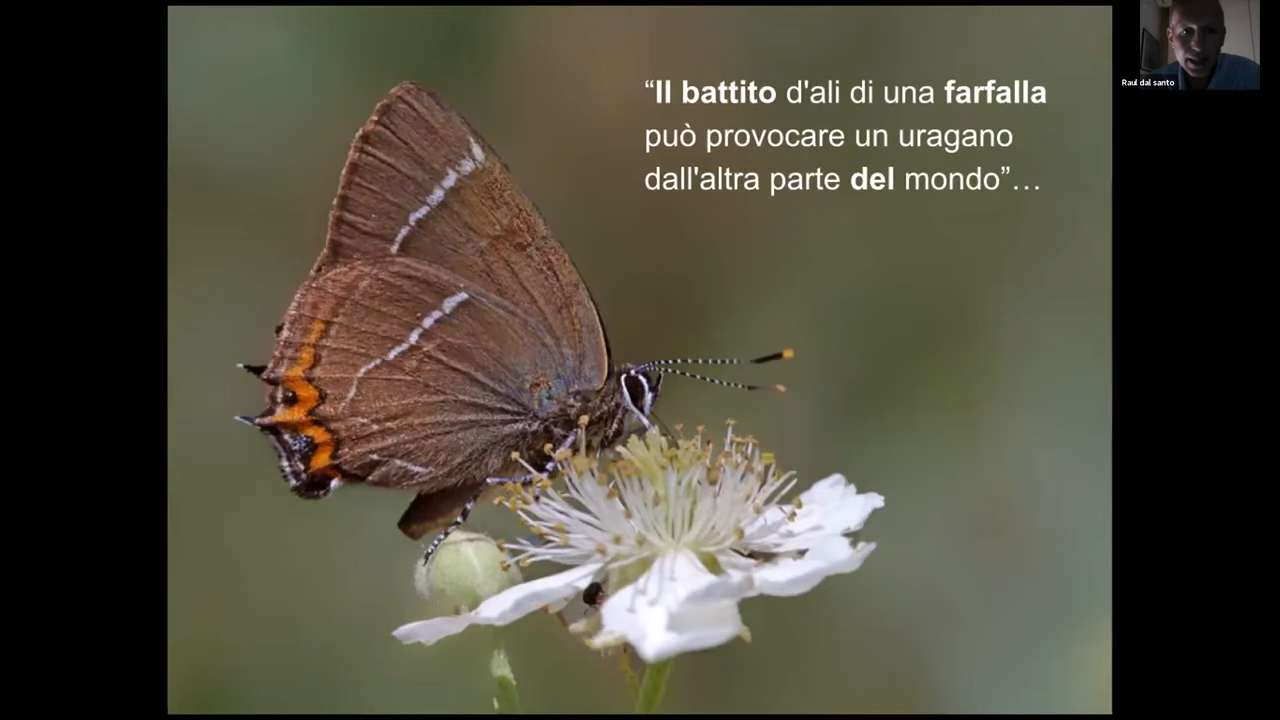 “Il battito d'ali di una farfalla
può provocare un uragano
dall'altra parte del mondo”…
Raul dal santo